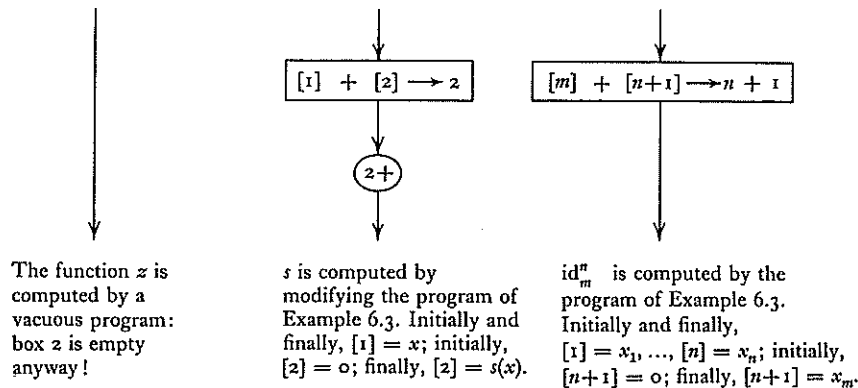 [1] + [2] ⟶ 2
[m] + [n+1] ⟶ n + 1
2+
The function z is
computed by a
vacuous program:
box 2 is empty
anyway!
s is computed by
modifying the program of
Example 6.3. Initially and
finally, [1] = x; initially,
[2] = 0; finally, [2] = s(x).
id^n_m is computed by the
program of Example 6.3.
Initially and finally,
[1] = x₁, ..., [n] = xₙ; initially,
[n+1] = 0; finally, [n+1] = xₘ.